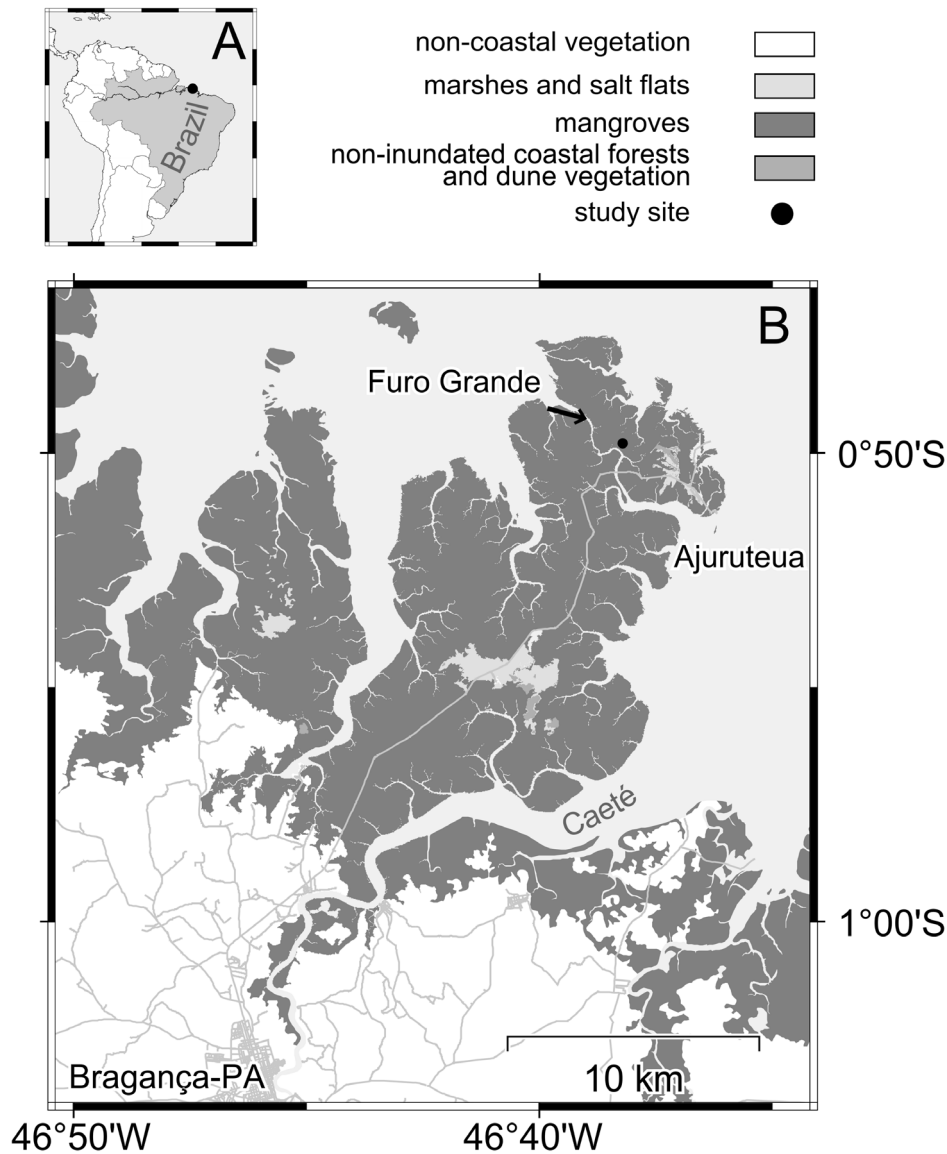 A
Brazil
non-coastal vegetation
marshes and salt flats
mangroves
non-inundated coastal forests
and dune vegetation
study site
B
Furo Grande
0°50'S
Ajuruteua
Caeté
1°00'S
10 km
Bragança-PA
46°50'W
46°40'W